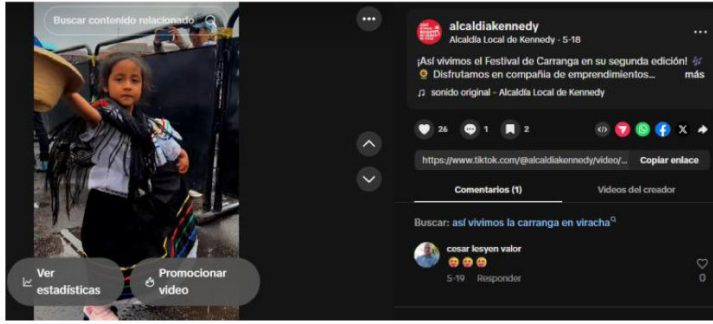 Buscar contenido relacionado
Ver estadísticas
Promocionar video
alcaldiakennedy
Alcaldía Local de Kennedy · 5-18
¡Así vivimos el Festival de Carranga en su segunda edición!
Disfrutamos en compañia de emprendimientos... más
sonido original - Alcaldía Local de Kennedy
26 1 2
https://www.tiktok.com/@alcaldiakennedy/video/... Copiar enlace
Comentarios (1) Videos del creador
Buscar: así vivimos la carranga en viracha
cesar lesyen valor
5-19 Responder
0